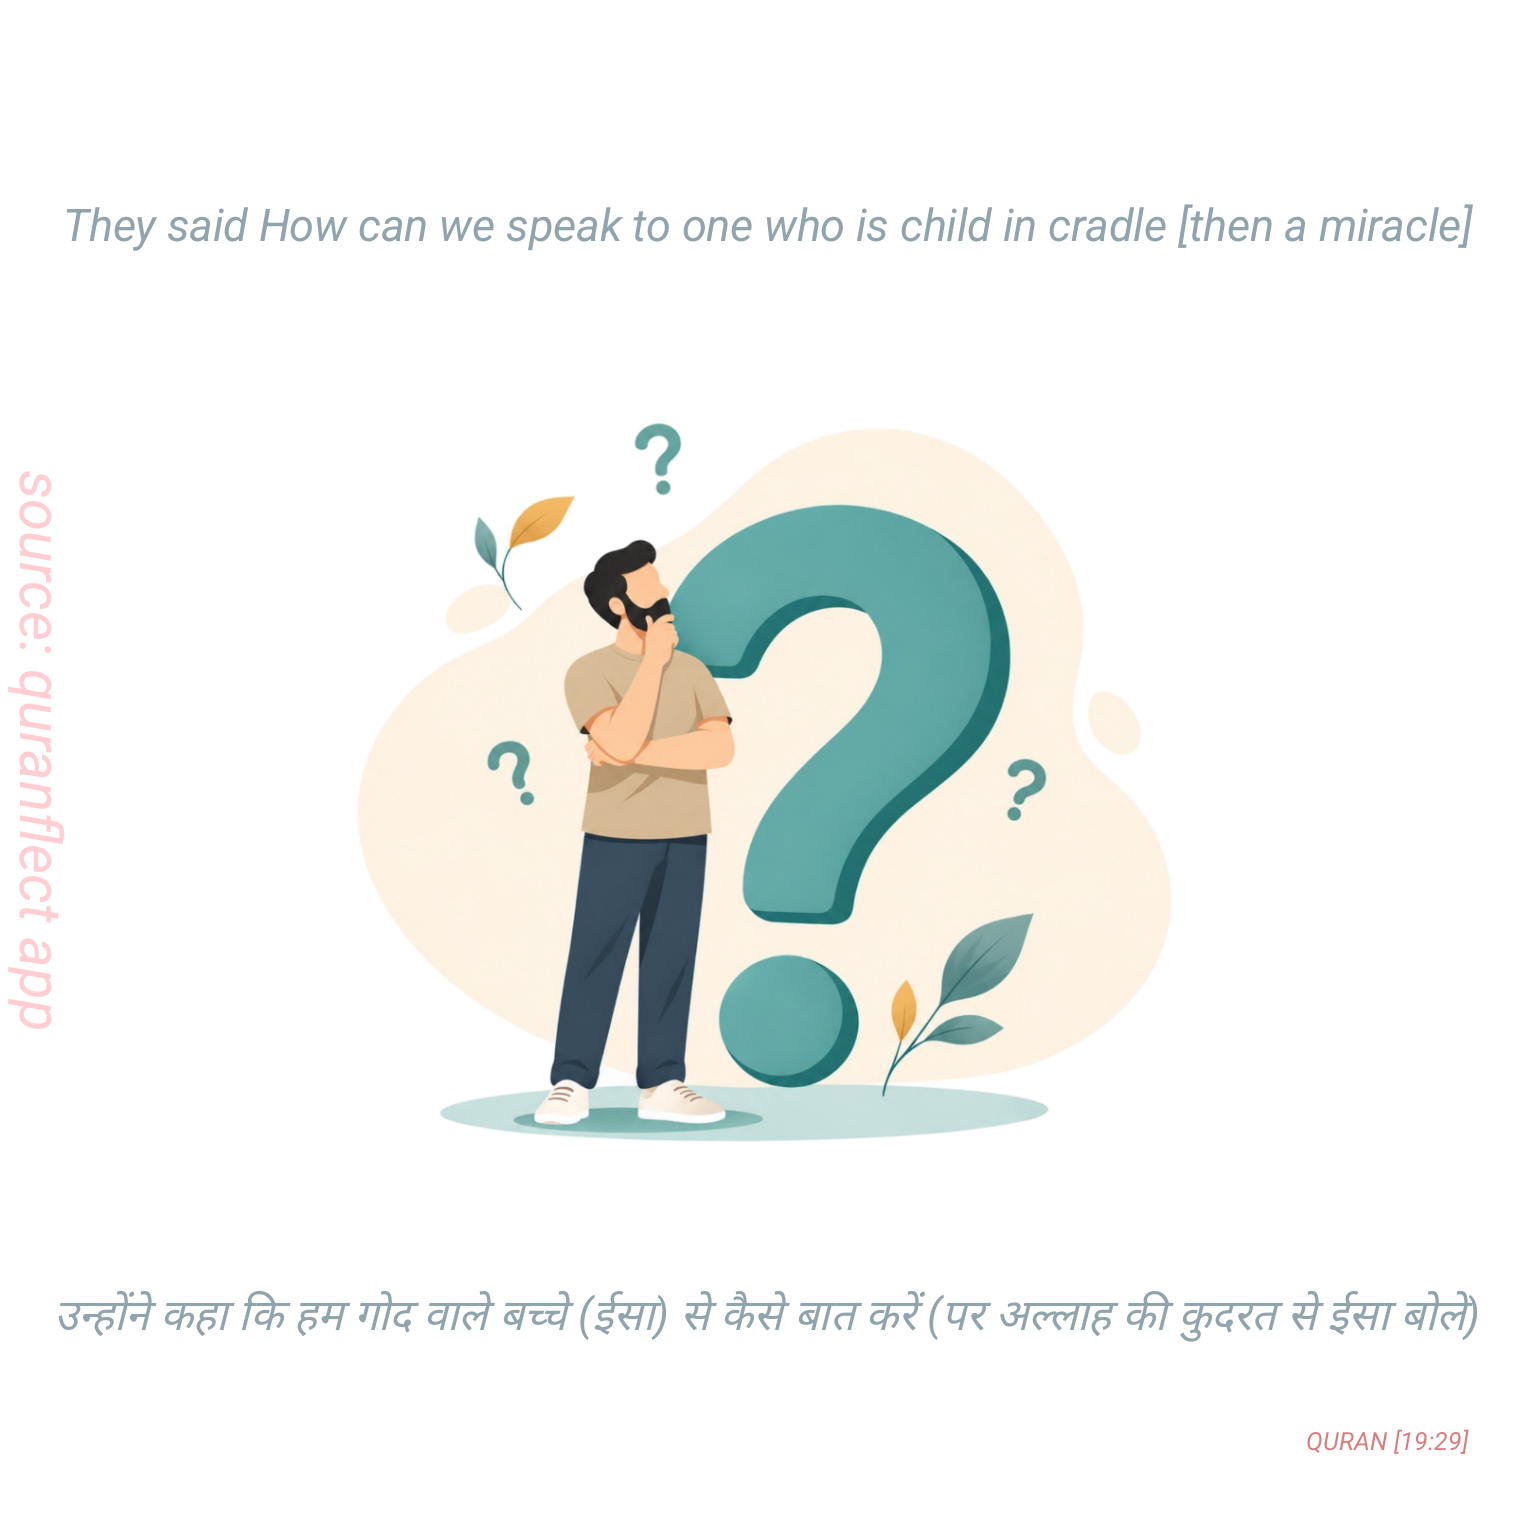 They said How can we speak to one who is child in cradle [then a miracle]
source: quranflect app
उन्होंने कहा कि हम गोद वाले बच्चे (ईसा) से कैसे बात करें (पर अल्लाह की कुदरत से ईसा बोले)
QURAN [19:29]